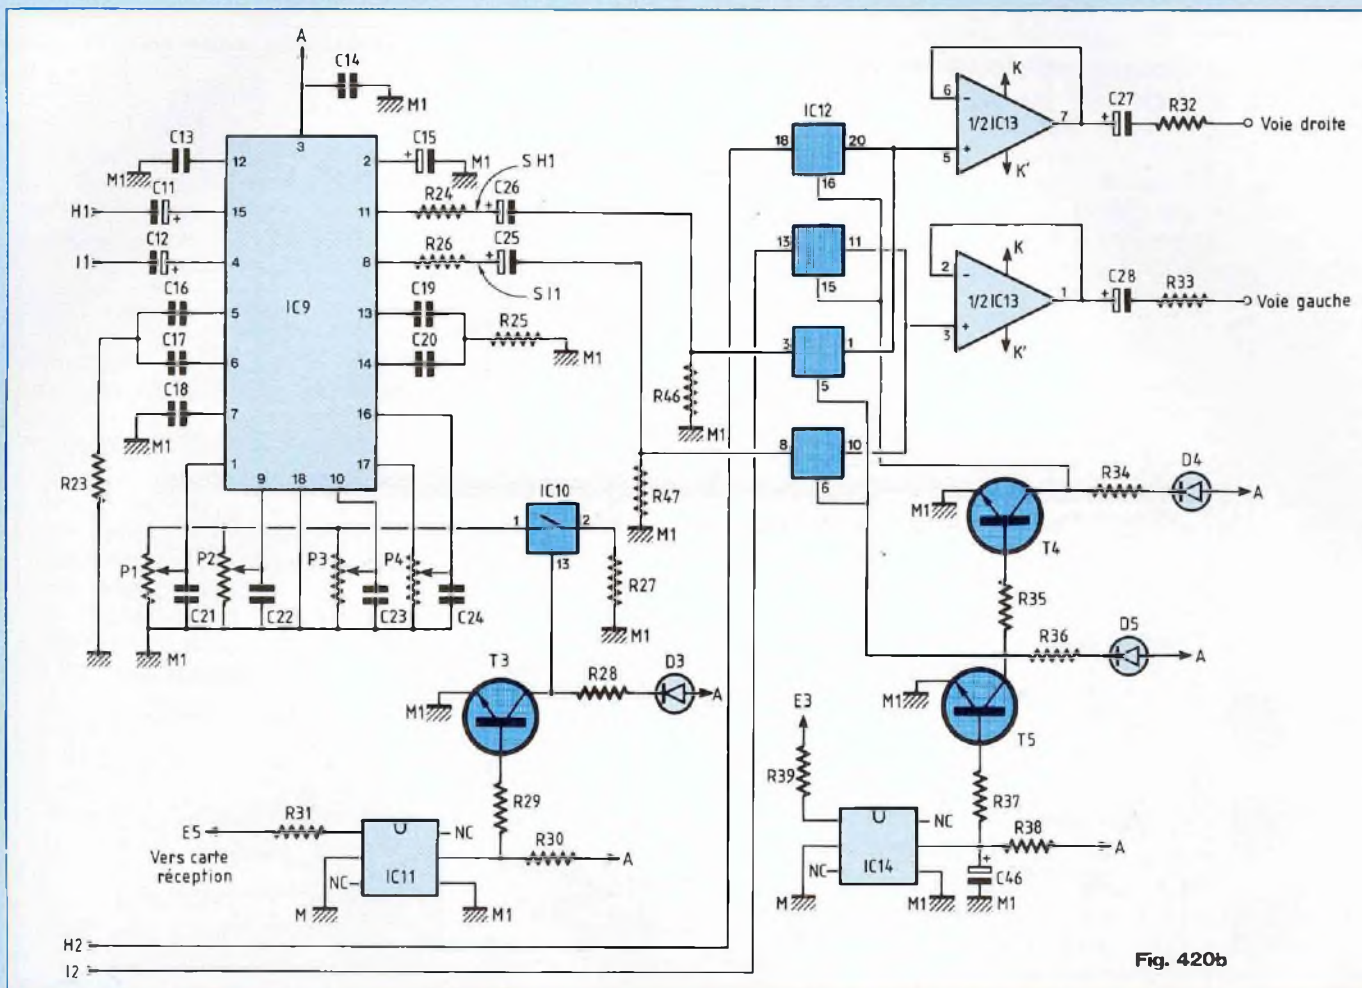 A
C14
M1
3
C13
12
2
C15
M1
M1
C11
H1
15
11
R24
SH1
C26
C12
I1
4
8
R26
C25
SI1
C16
5
IC9
13
C19
C17
6
14
C20
R25
M1
C18
7
16
M1
1
9
18
10
17
R23
P1
P2
P3
P4
C21
C22
C23
C24
M1
IC10
1
2
13
R27
M1
R46
M1
R47
M1
IC12
18
20
16
13
11
15
3
1
5
8
10
6
6
-
K
1/2 IC13
7
5
+
K'
C27
R32
Voie droite
2
-
K
1/2 IC13
1
3
+
K'
C28
R33
Voie gauche
M1
T4
R34
D4
A
R35
R36
D5
A
M1
T5
T3
M1
R28
D3
A
R29
R31
E5
Vers carte
réception
U
NC
IC11
NC
R30
A
M
M1
E3
R39
U
NC
IC14
NC
R37
R38
A
C46
M
M1
M1
H2
I2
Fig. 420b